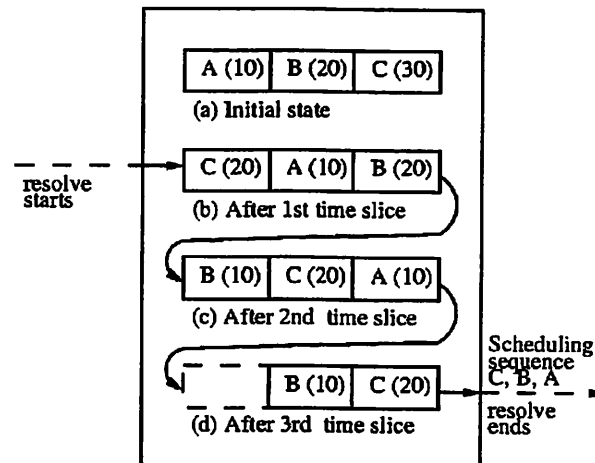 A (10) B (20) C (30)
(a) Initial state
resolve
starts
C (20) A (10) B (20)
(b) After 1st time slice
B (10) C (20) A (10)
(c) After 2nd time slice
Scheduling
sequence
C, B, A
B (10) C (20)
resolve
ends
(d) After 3rd time slice